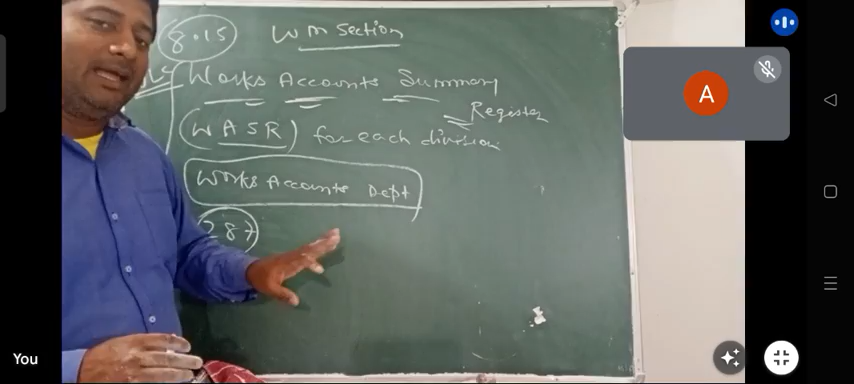 8.15 WM Section
Works Accounts Summary
Register
(WASR) for each division
Works Accounts Dept
287
A
You